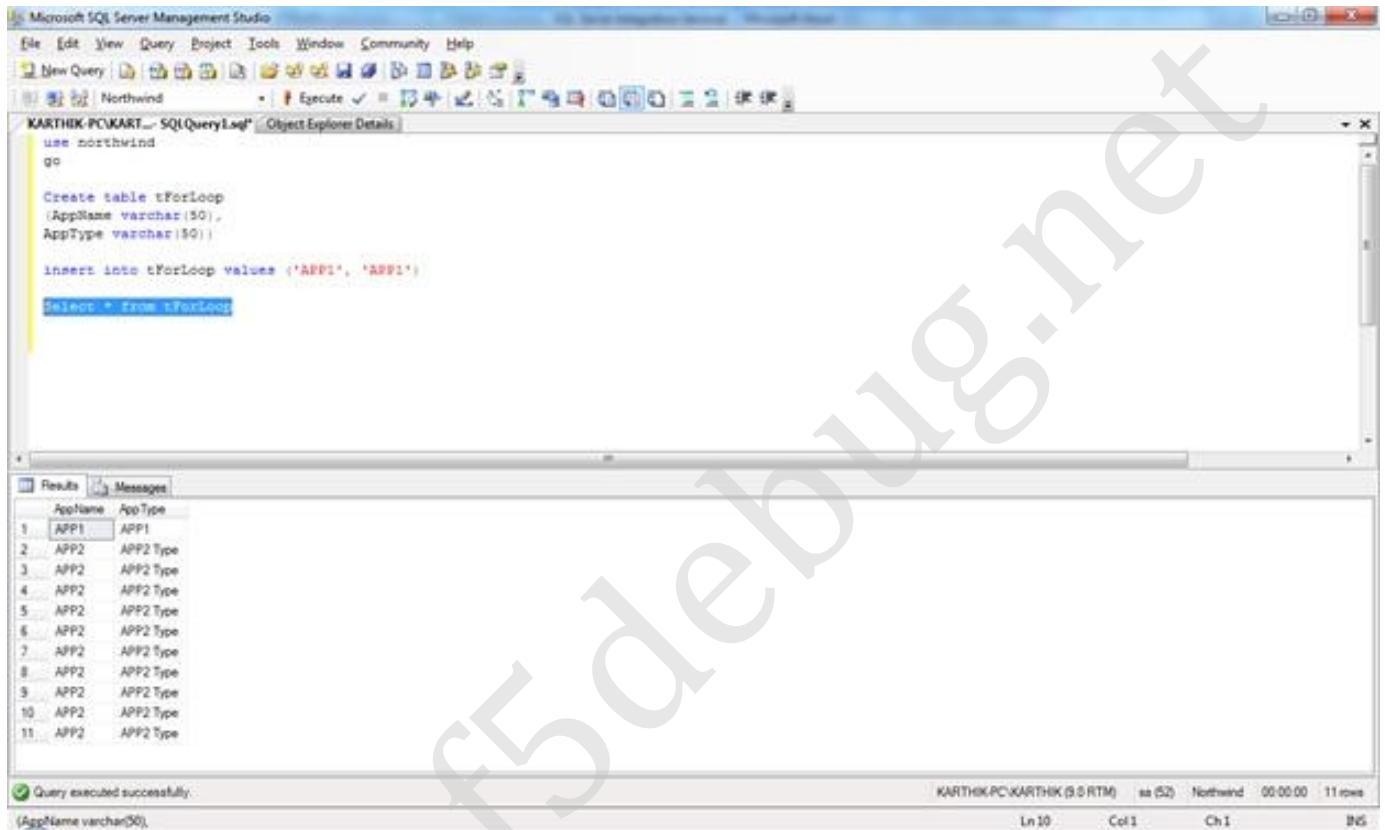 Microsoft SQL Server Management Studio
File Edit View Query Project Tools Window Community Help
New Query
Northwind Execute
KARTHIK-PC\KART...- SQLQuery1.sql* Object Explorer Details
use northwind
go
Create table tForLoop
(AppName varchar(50),
AppType varchar(50))
insert into tForLoop values ('APP1', 'APP1')
Select * from tForLoop
Results Messages
AppName AppType
1 APP1 APP1
2 APP2 APP2 Type
3 APP2 APP2 Type
4 APP2 APP2 Type
5 APP2 APP2 Type
6 APP2 APP2 Type
7 APP2 APP2 Type
8 APP2 APP2 Type
9 APP2 APP2 Type
10 APP2 APP2 Type
11 APP2 APP2 Type
Query executed successfully. KARTHIK-PC\KARTHIK (9.0 RTM) sa (52) Northwind 00:00:00 11 rows
(AppName varchar(50), Ln 10 Col 1 Ch 1 INS
f5debug.net